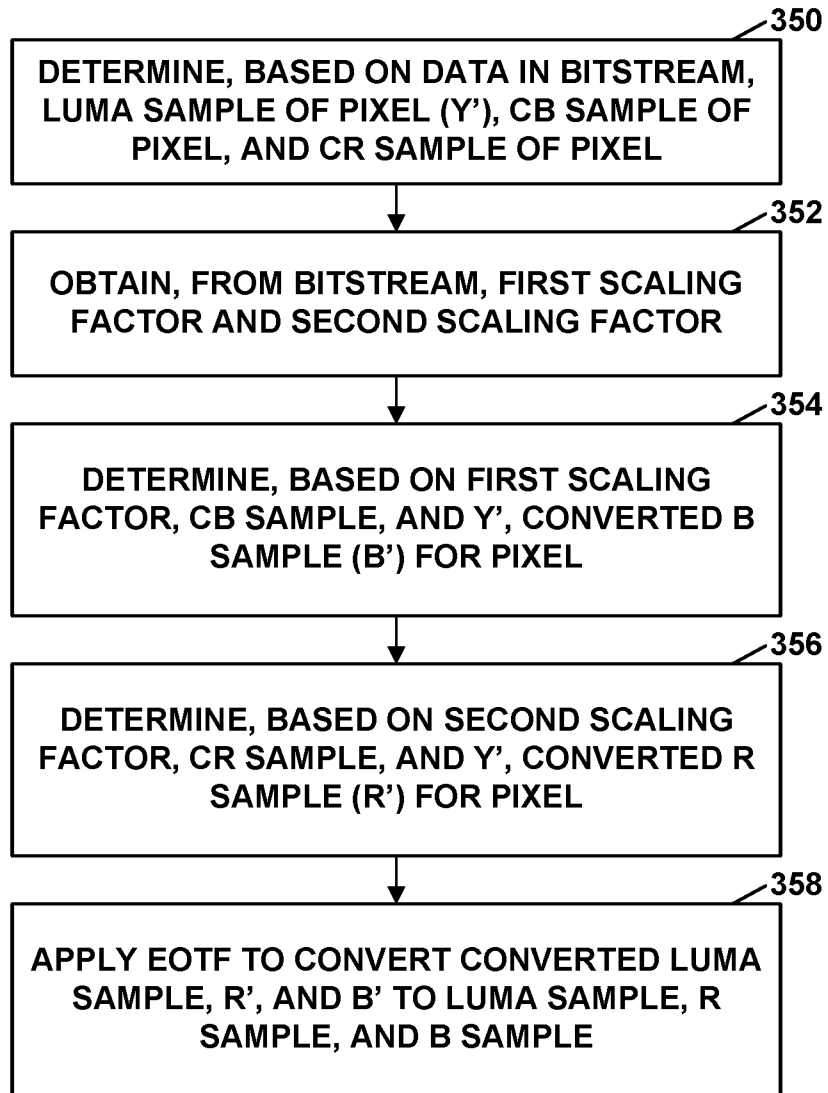 350
DETERMINE, BASED ON DATA IN BITSTREAM,
LUMA SAMPLE OF PIXEL (Y’), CB SAMPLE OF
PIXEL, AND CR SAMPLE OF PIXEL
352
OBTAIN, FROM BITSTREAM, FIRST SCALING
FACTOR AND SECOND SCALING FACTOR
354
DETERMINE, BASED ON FIRST SCALING
FACTOR, CB SAMPLE, AND Y’, CONVERTED B
SAMPLE (B’) FOR PIXEL
356
DETERMINE, BASED ON SECOND SCALING
FACTOR, CR SAMPLE, AND Y’, CONVERTED R
SAMPLE (R’) FOR PIXEL
358
APPLY EOTF TO CONVERT CONVERTED LUMA
SAMPLE, R’, AND B’ TO LUMA SAMPLE, R
SAMPLE, AND B SAMPLE